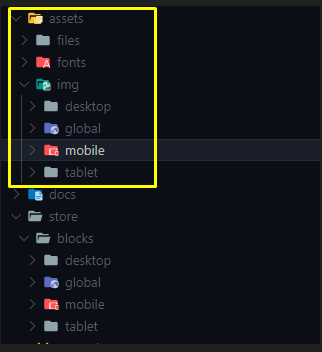 assets
files
fonts
img
desktop
global
mobile
tablet
docs
store
blocks
desktop
global
mobile
tablet